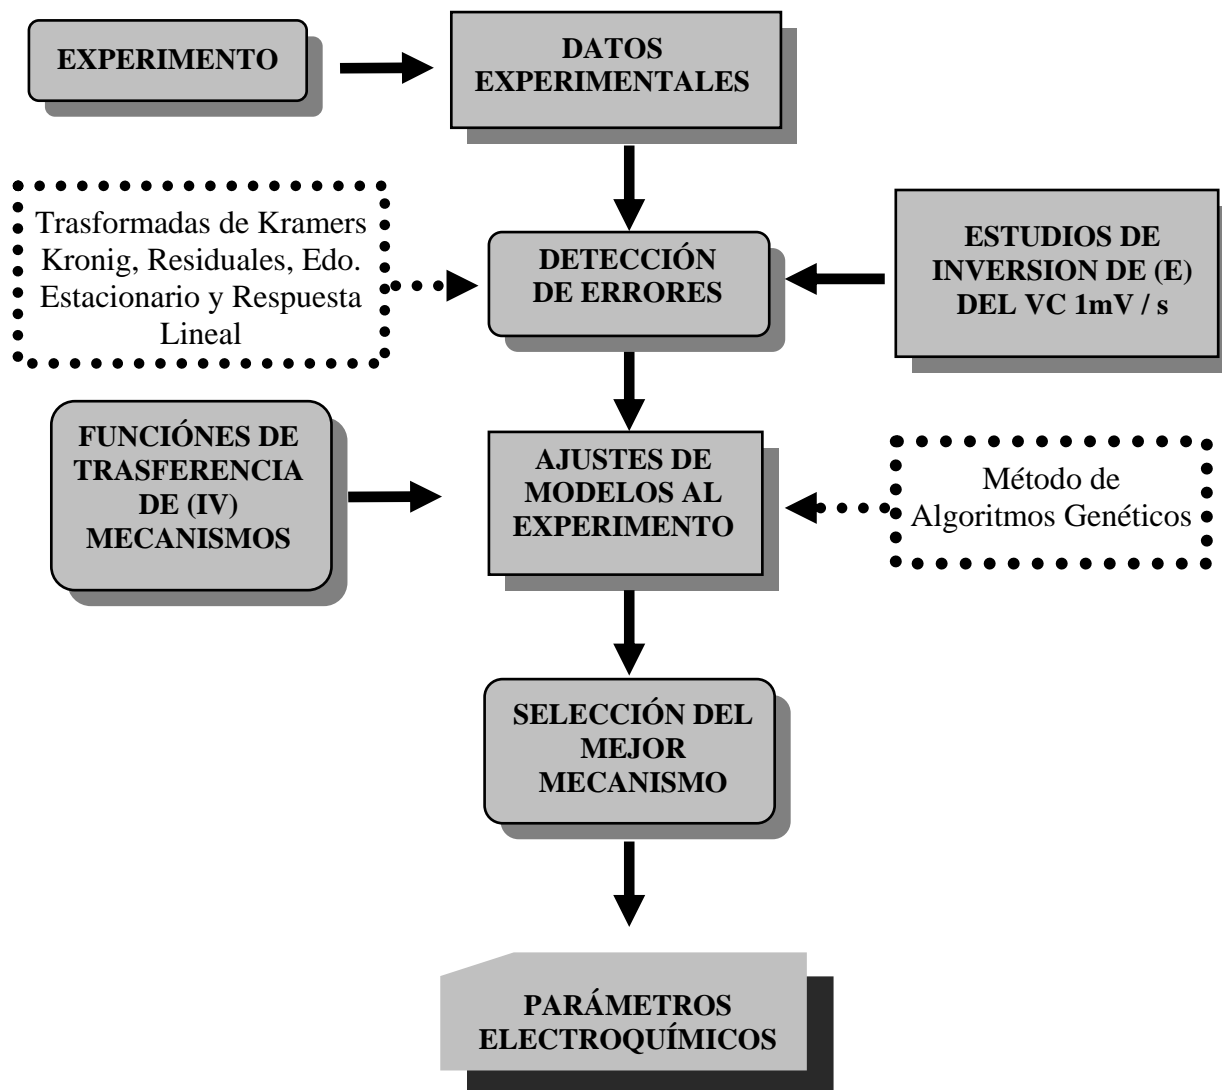 EXPERIMENTO
DATOS
EXPERIMENTALES
Trasformadas de Kramers
Kronig, Residuales, Edo.
Estacionario y Respuesta
Lineal
DETECCIÓN
DE ERRORES
ESTUDIOS DE
INVERSION DE (E)
DEL VC 1mV / s
FUNCIÓNES DE
TRASFERENCIA
DE (IV)
MECANISMOS
AJUSTES DE
MODELOS AL
EXPERIMENTO
Método de
Algoritmos Genéticos
SELECCIÓN DEL
MEJOR
MECANISMO
PARÁMETROS
ELECTROQUÍMICOS